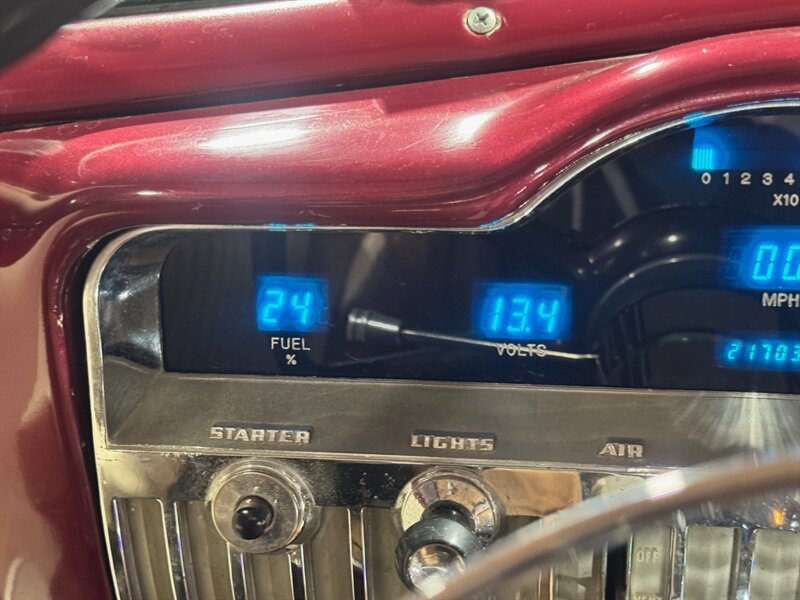 0 1 2 3 4
X10
24
FUEL
%
13.4
VOLTS
00
MPH
21703
STARTER
LIGHTS
AIR
OFF